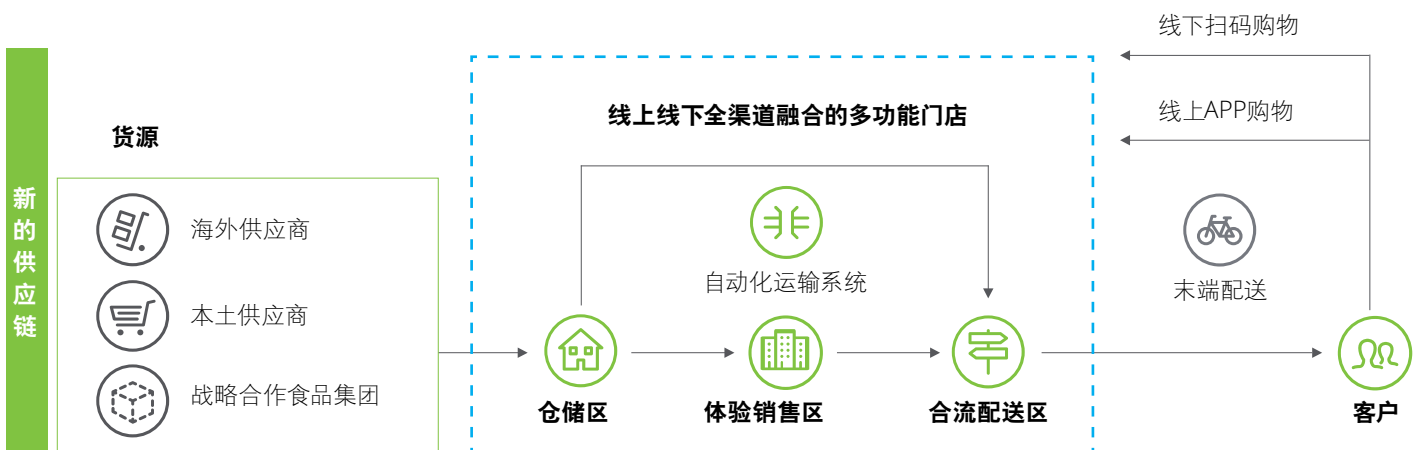 新的供应链
货源
海外供应商
本土供应商
战略合作食品集团
线上线下全渠道融合的多功能门店
自动化运输系统
仓储区
体验销售区
合流配送区
线下扫码购物
线上APP购物
末端配送
客户